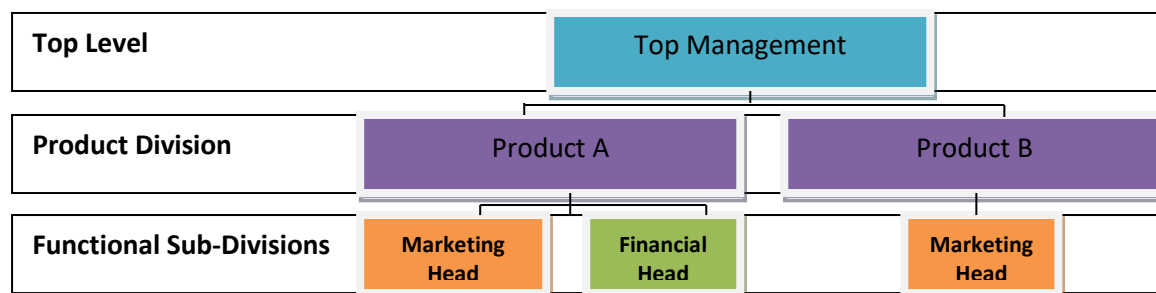 Top Level
Top Management
Product Division
Product A
Product B
Functional Sub-Divisions
Marketing
Head
Financial
Head
Marketing
Head